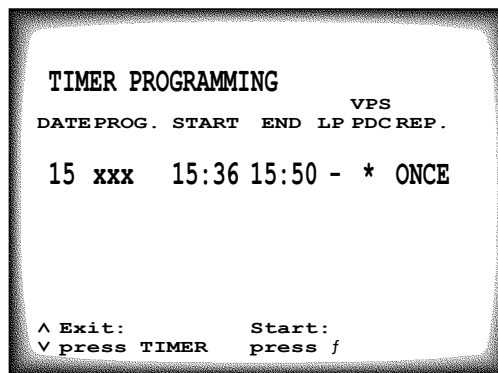 TIMER PROGRAMMING
VPS
DATE PROG. START END LP PDC REP.
15 xxx 15:36 15:50 - * ONCE
^ Exit: Start:
v press TIMER press ƒ